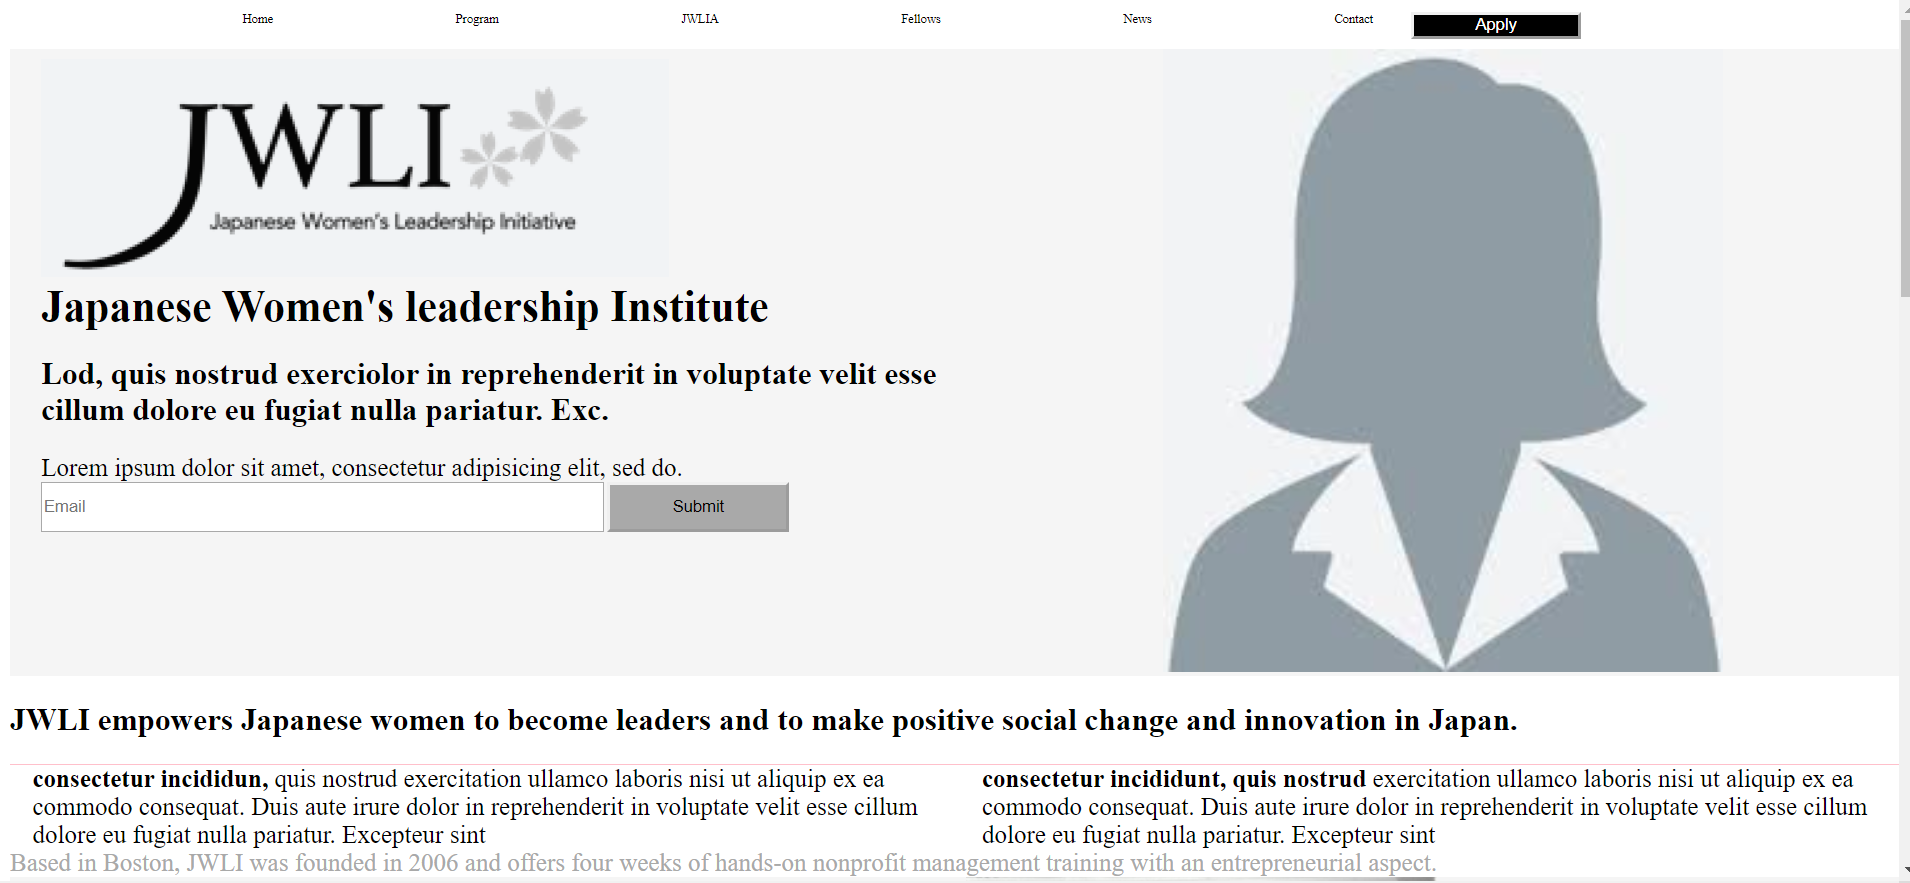 Home Program JWLIA Fellows News Contact Apply
JWLI
Japanese Women's Leadership Initiative
Japanese Women's leadership Institute
Lod, quis nostrud exerciolor in reprehenderit in voluptate velit esse
cillum dolore eu fugiat nulla pariatur. Exc.
Lorem ipsum dolor sit amet, consectetur adipisicing elit, sed do.
Email Submit
JWLI empowers Japanese women to become leaders and to make positive social change and innovation in Japan.
consectetur incididun, quis nostrud exercitation ullamco laboris nisi ut aliquip ex ea
commodo consequat. Duis aute irure dolor in reprehenderit in voluptate velit esse cillum
dolore eu fugiat nulla pariatur. Excepteur sint
consectetur incididunt, quis nostrud exercitation ullamco laboris nisi ut aliquip ex ea
commodo consequat. Duis aute irure dolor in reprehenderit in voluptate velit esse cillum
dolore eu fugiat nulla pariatur. Excepteur sint
Based in Boston, JWLI was founded in 2006 and offers four weeks of hands-on nonprofit management training with an entrepreneurial aspect.